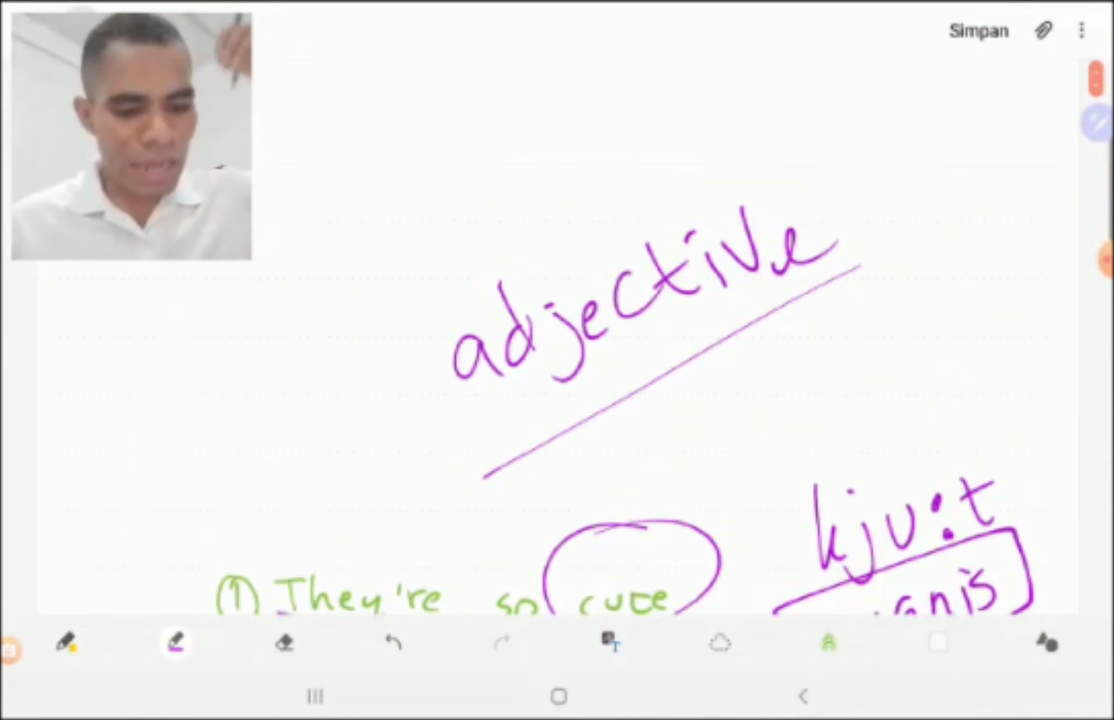 Simpan
adjective
kju:t
① They're so cute